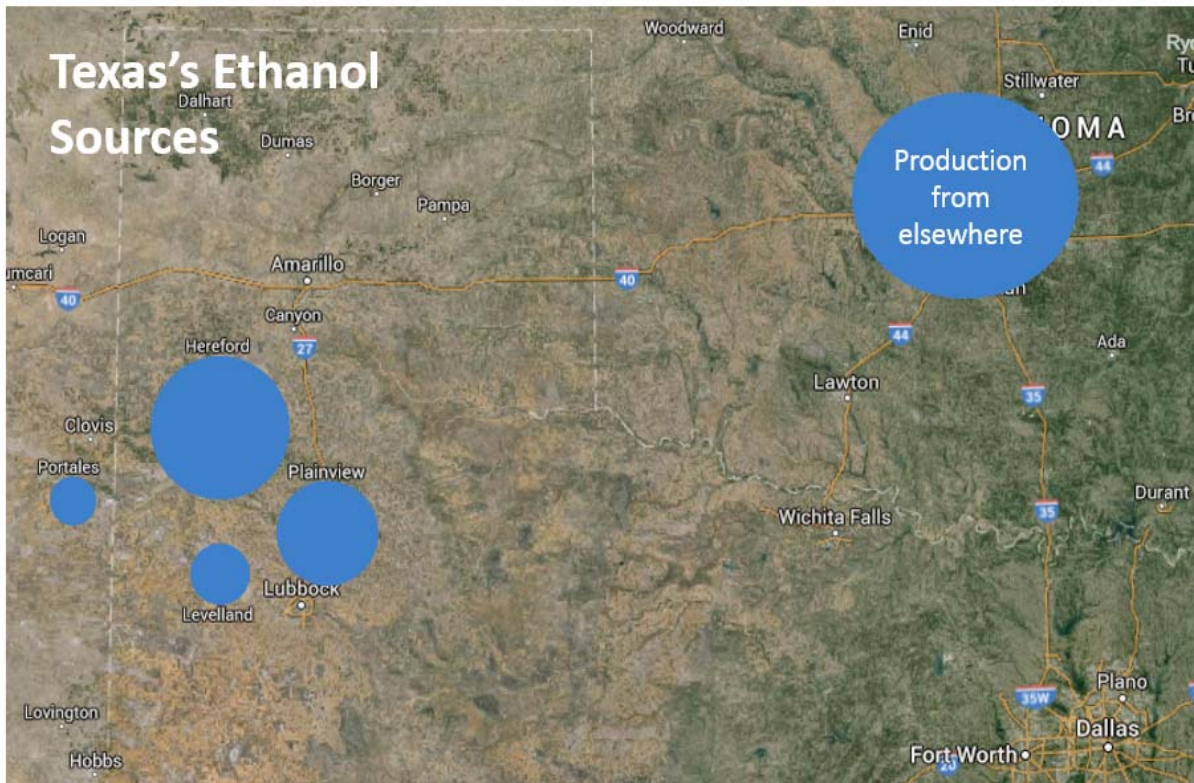 Texas's Ethanol
Sources
Woodward
Enid
Stillwater
Dalhart
Dumas
Borger
Pampa
44
Production
from
elsewhere
Logan
Amarillo
40
40
Canyon
27
Hereford
44
Ada
Lawton
35
Clovis
Plainview
Portales
Durant
35
Wichita Falls
Lubbock
Levelland
Plano
35W
Lovington
Dallas
Fort Worth
20
Hobbs